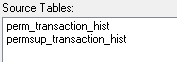 Source Tables:
perm_transaction_hist
permsup_transaction_hist